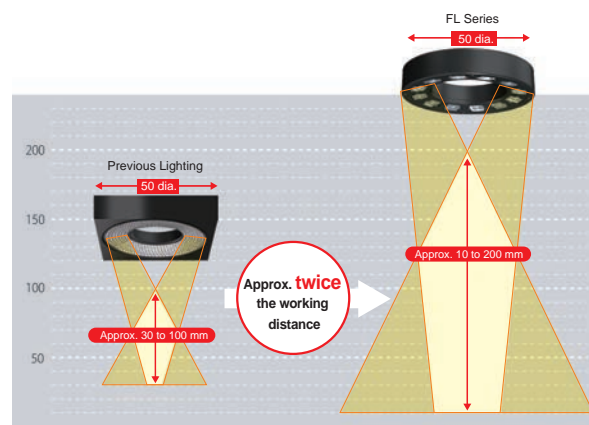 FL Series
50 dia.
200
Previous Lighting
50 dia.
150
Approx. 10 to 200 mm
Approx. twice
the working
distance
100
Approx. 30 to 100 mm
50